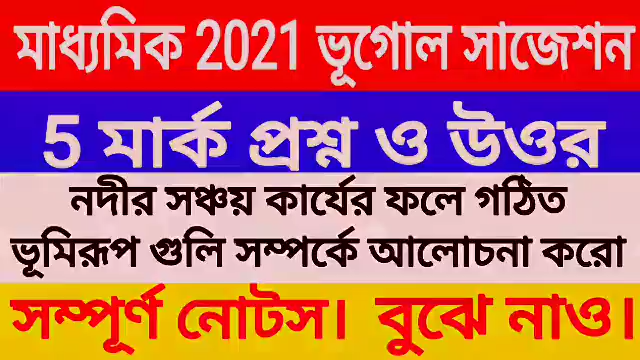 মাধ্যমিক 2021 ভূগোল সাজেশন
5 মার্ক প্রশ্ন ও উওর
নদীর সঞ্চয় কার্যের ফলে গঠিত
ভূমিরূপ গুলি সম্পর্কে আলোচনা করো
সম্পূর্ণ নোটস। বুঝে নাও।